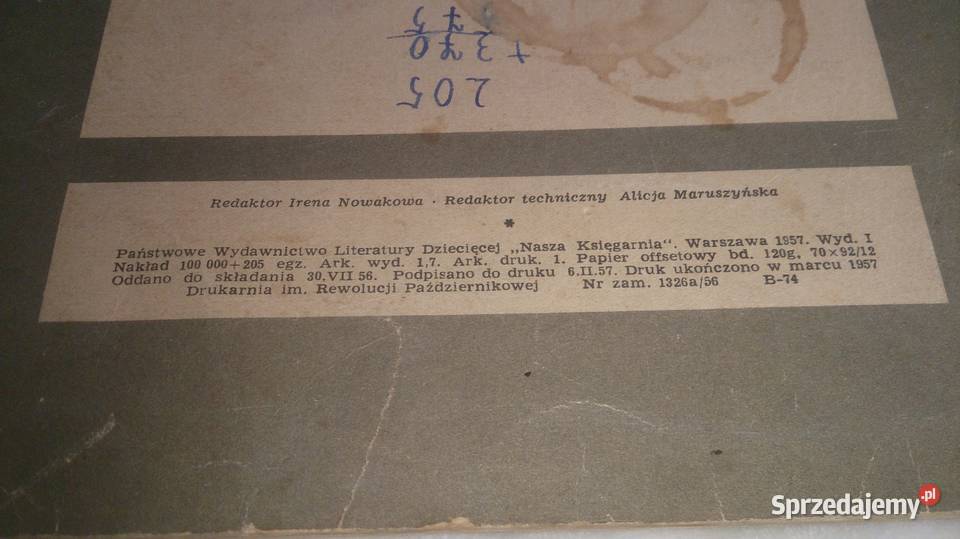 205
+ 370
75
Redaktor Irena Nowakowa · Redaktor techniczny Alicja Maruszyńska
*
Państwowe Wydawnictwo Literatury Dziecięcej „Nasza Księgarnia". Warszawa 1957. Wyd. I
Nakład 100 000+205 egz. Ark. wyd. 1,7. Ark. druk. 1. Papier offsetowy bd. 120g, 70×92/12
Oddano do składania 30.VII 56. Podpisano do druku 6.II.57. Druk ukończono w marcu 1957
Drukarnia im. Rewolucji Październikowej Nr zam. 1326a/56 B-74
Sprzedajemy.pl